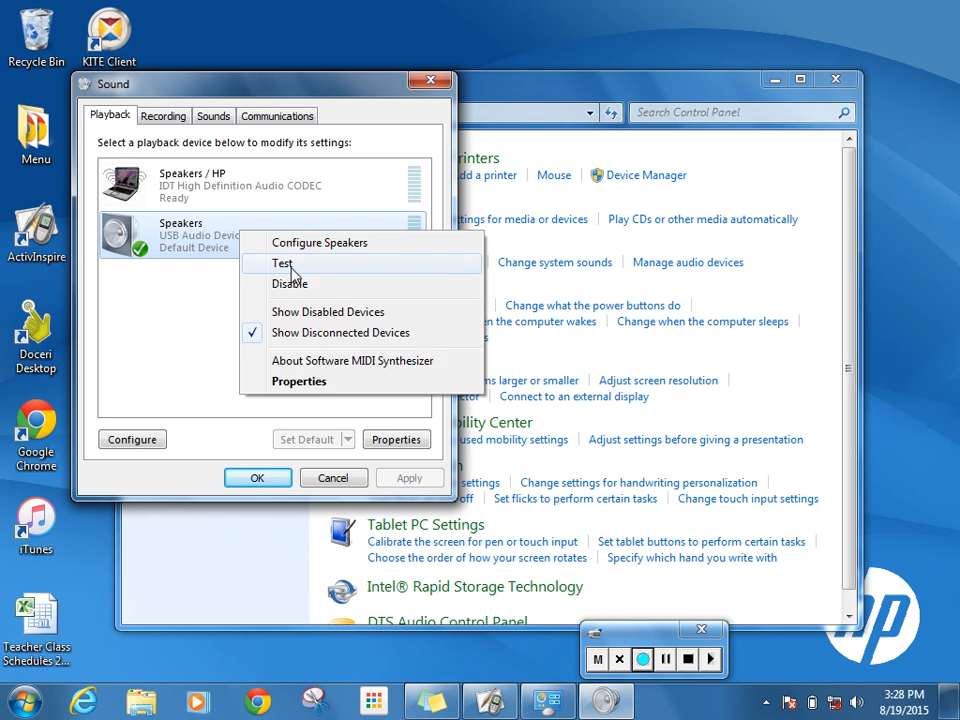 Recycle Bin
KITE Client
Menu
ActivInspire
Doceri
Desktop
Google
Chrome
iTunes
Teacher Class
Schedules 2...
Sound
Playback
Recording
Sounds
Communications
Select a playback device below to modify its settings:
Speakers / HP
IDT High Definition Audio CODEC
Ready
Speakers
USB Audio
Default Device
Configure Speakers
Test
Disable
Show Disabled Devices
Show Disconnected Devices
About Software MIDI Synthesizer
Properties
Configure
Set Default
Properties
OK
Cancel
Apply
Search Control Panel
a printer
Mouse
Device Manager
for media or devices
Play CDs or other media automatically
Change system sounds
Manage audio devices
Change what the power buttons do
the computer wakes
Change when the computer sleeps
larger or smaller
Adjust screen resolution
Connect to an external display
Center
used mobility settings
Adjust settings before giving a presentation
settings
Change settings for handwriting personalization
off
Set flicks to perform certain tasks
Change touch input settings
Tablet PC Settings
Calibrate the screen for pen or touch input
Set tablet buttons to perform certain tasks
Choose the order of how your screen rotates
Specify which hand you write with
Intel® Rapid Storage Technology
DTS Audio Control Panel
hp
M
3:28 PM
8/19/2015